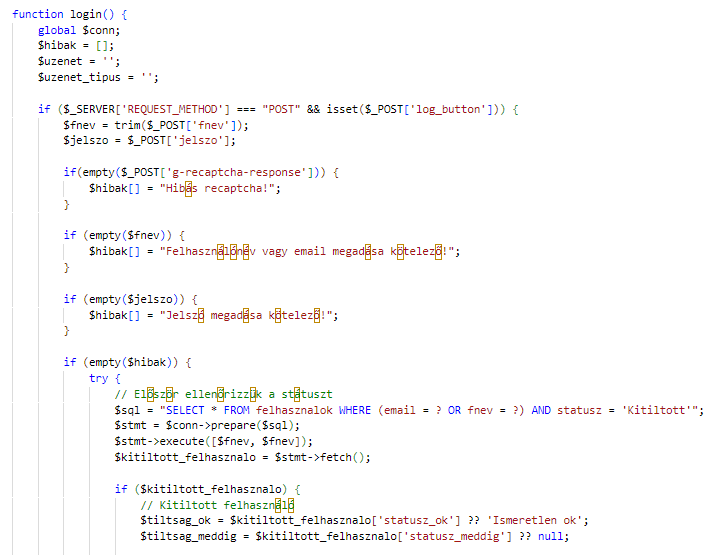 function login() {
    global $conn;
    $hibak = [];
    $uzenet = '';
    $uzenet_tipus = '';

    if ($_SERVER['REQUEST_METHOD'] === "POST" && isset($_POST['log_button'])) {
        $fnev = trim($_POST['fnev']);
        $jelszo = $_POST['jelszo'];

        if(empty($_POST['g-recaptcha-response'])) {
            $hibak[] = "Hibás recaptcha!";
        }

        if (empty($fnev)) {
            $hibak[] = "Felhasználónév vagy email megadása kötelező!";
        }

        if (empty($jelszo)) {
            $hibak[] = "Jelszó megadása kötelező!";
        }

        if (empty($hibak)) {
            try {
                // Először ellenőrizzük a státuszt
                $sql = "SELECT * FROM felhasznalok WHERE (email = ? OR fnev = ?) AND statusz = 'Kitiltott'";
                $stmt = $conn->prepare($sql);
                $stmt->execute([$fnev, $fnev]);
                $kitiltott_felhasznalo = $stmt->fetch();

                if ($kitiltott_felhasznalo) {
                    // Kitiltott felhasználó
                    $tiltsag_ok = $kitiltott_felhasznalo['statusz_ok'] ?? 'Ismeretlen ok';
                    $tiltsag_meddig = $kitiltott_felhasznalo['statusz_meddig'] ?? null;